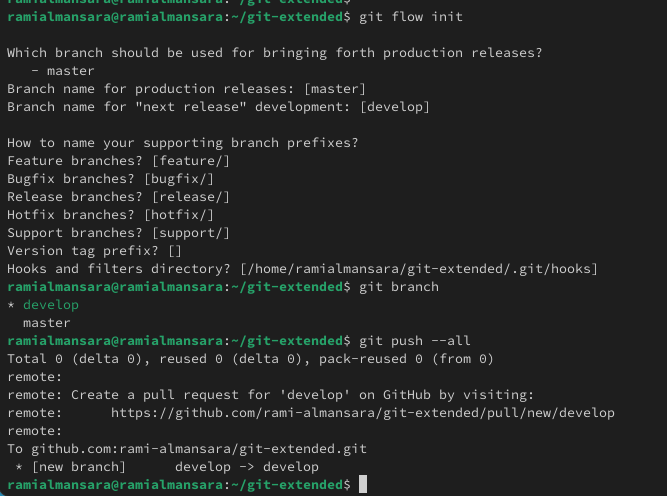 ramialmansara@ramialmansara:~/git-extended$
ramialmansara@ramialmansara:~/git-extended$ git flow init

Which branch should be used for bringing forth production releases?
   - master
Branch name for production releases: [master]
Branch name for "next release" development: [develop]

How to name your supporting branch prefixes?
Feature branches? [feature/]
Bugfix branches? [bugfix/]
Release branches? [release/]
Hotfix branches? [hotfix/]
Support branches? [support/]
Version tag prefix? []
Hooks and filters directory? [/home/ramialmansara/git-extended/.git/hooks]
ramialmansara@ramialmansara:~/git-extended$ git branch
* develop
  master
ramialmansara@ramialmansara:~/git-extended$ git push --all
Total 0 (delta 0), reused 0 (delta 0), pack-reused 0 (from 0)
remote:
remote: Create a pull request for 'develop' on GitHub by visiting:
remote:      https://github.com/rami-almansara/git-extended/pull/new/develop
remote:
To github.com:rami-almansara/git-extended.git
 * [new branch]      develop -> develop
ramialmansara@ramialmansara:~/git-extended$